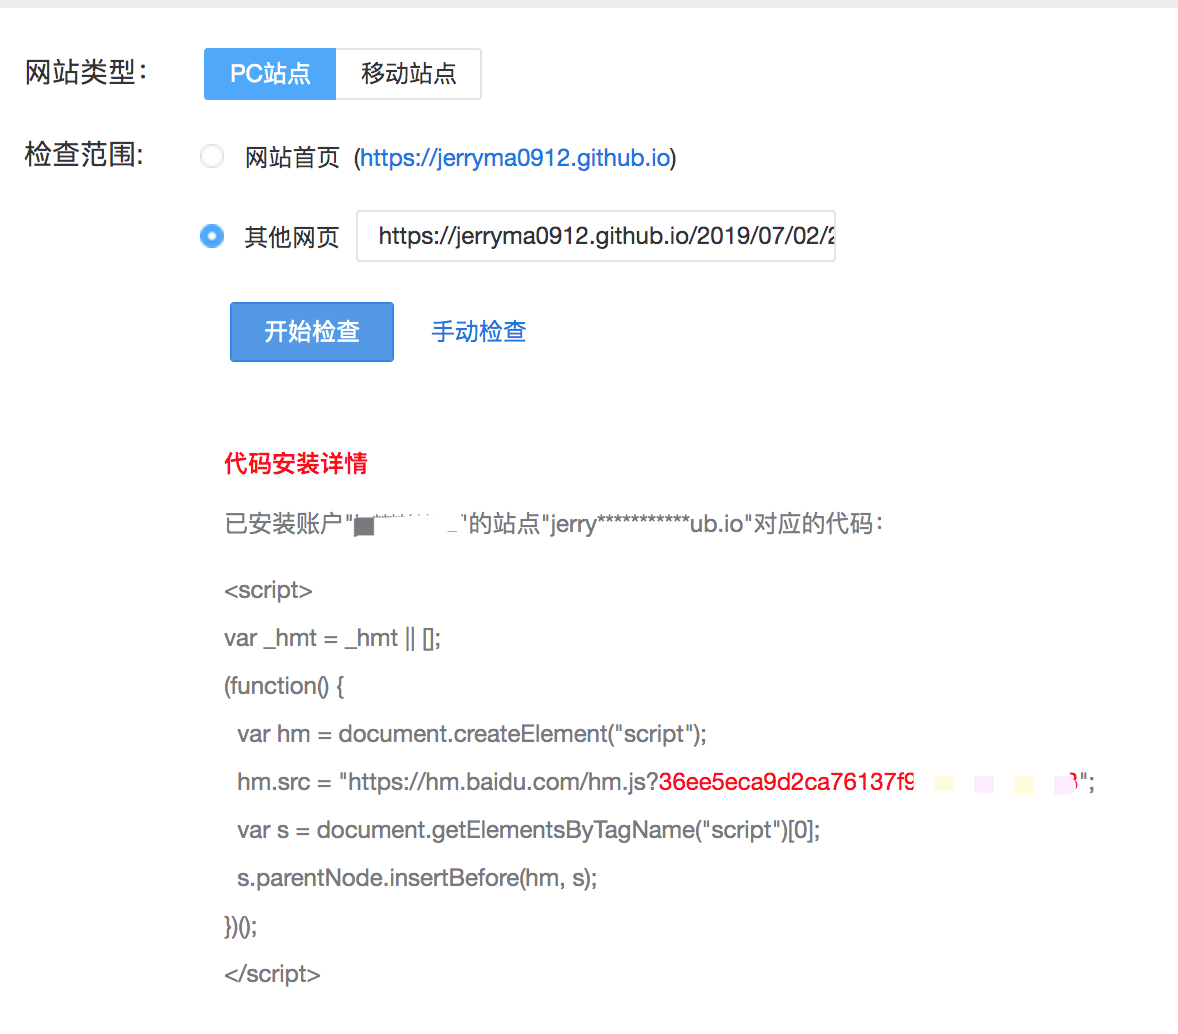 网站类型： PC站点 移动站点
检查范围: 网站首页 (https://jerryma0912.github.io)
其他网页 https://jerryma0912.github.io/2019/07/02/2
开始检查 手动检查
代码安装详情
已安装账户"的站点"jerry***********ub.io"对应的代码：
<script>
var _hmt = _hmt || [];
(function() {
var hm = document.createElement("script");
hm.src = "https://hm.baidu.com/hm.js?36ee5eca9d2ca76137f9 ";
var s = document.getElementsByTagName("script")[0];
s.parentNode.insertBefore(hm, s);
})();
</script>